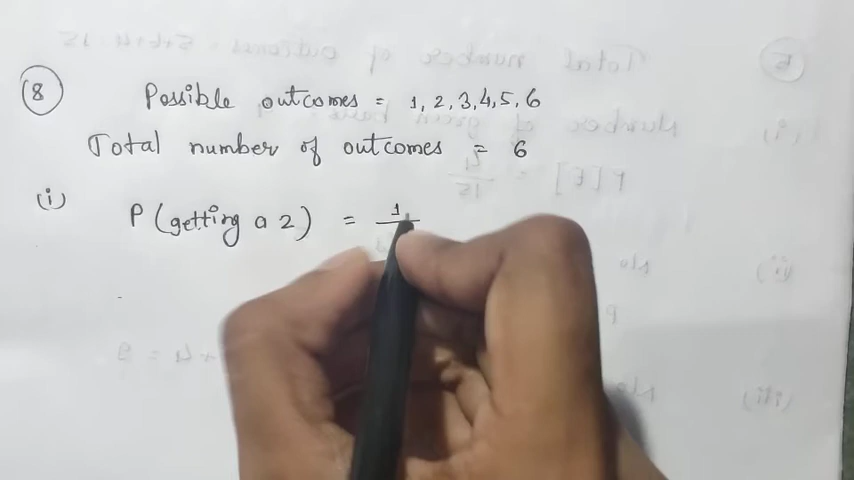 (8) Possible outcomes = 1, 2, 3, 4, 5, 6
Total number of outcomes = 6
(i) P (getting a 2) = 1/